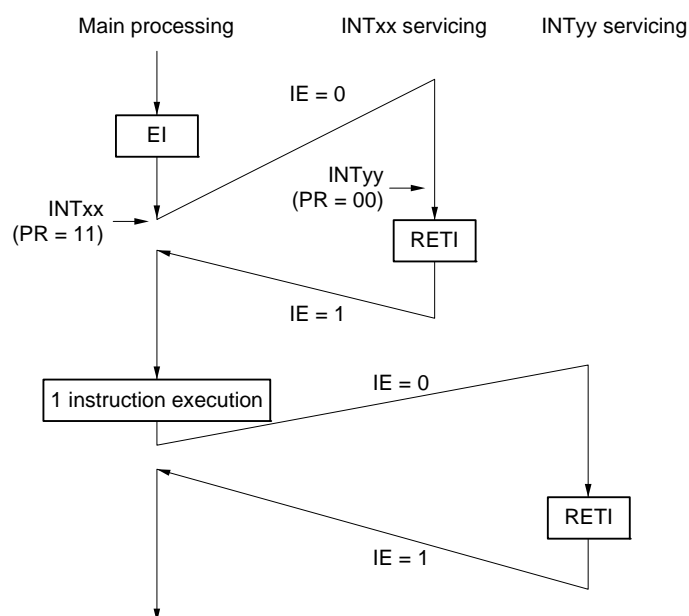 Main processing
INTxx servicing
INTyy servicing
IE = 0
EI
INTyy
(PR = 00)
INTxx
(PR = 11)
RETI
IE = 1
IE = 0
1 instruction execution
RETI
IE = 1